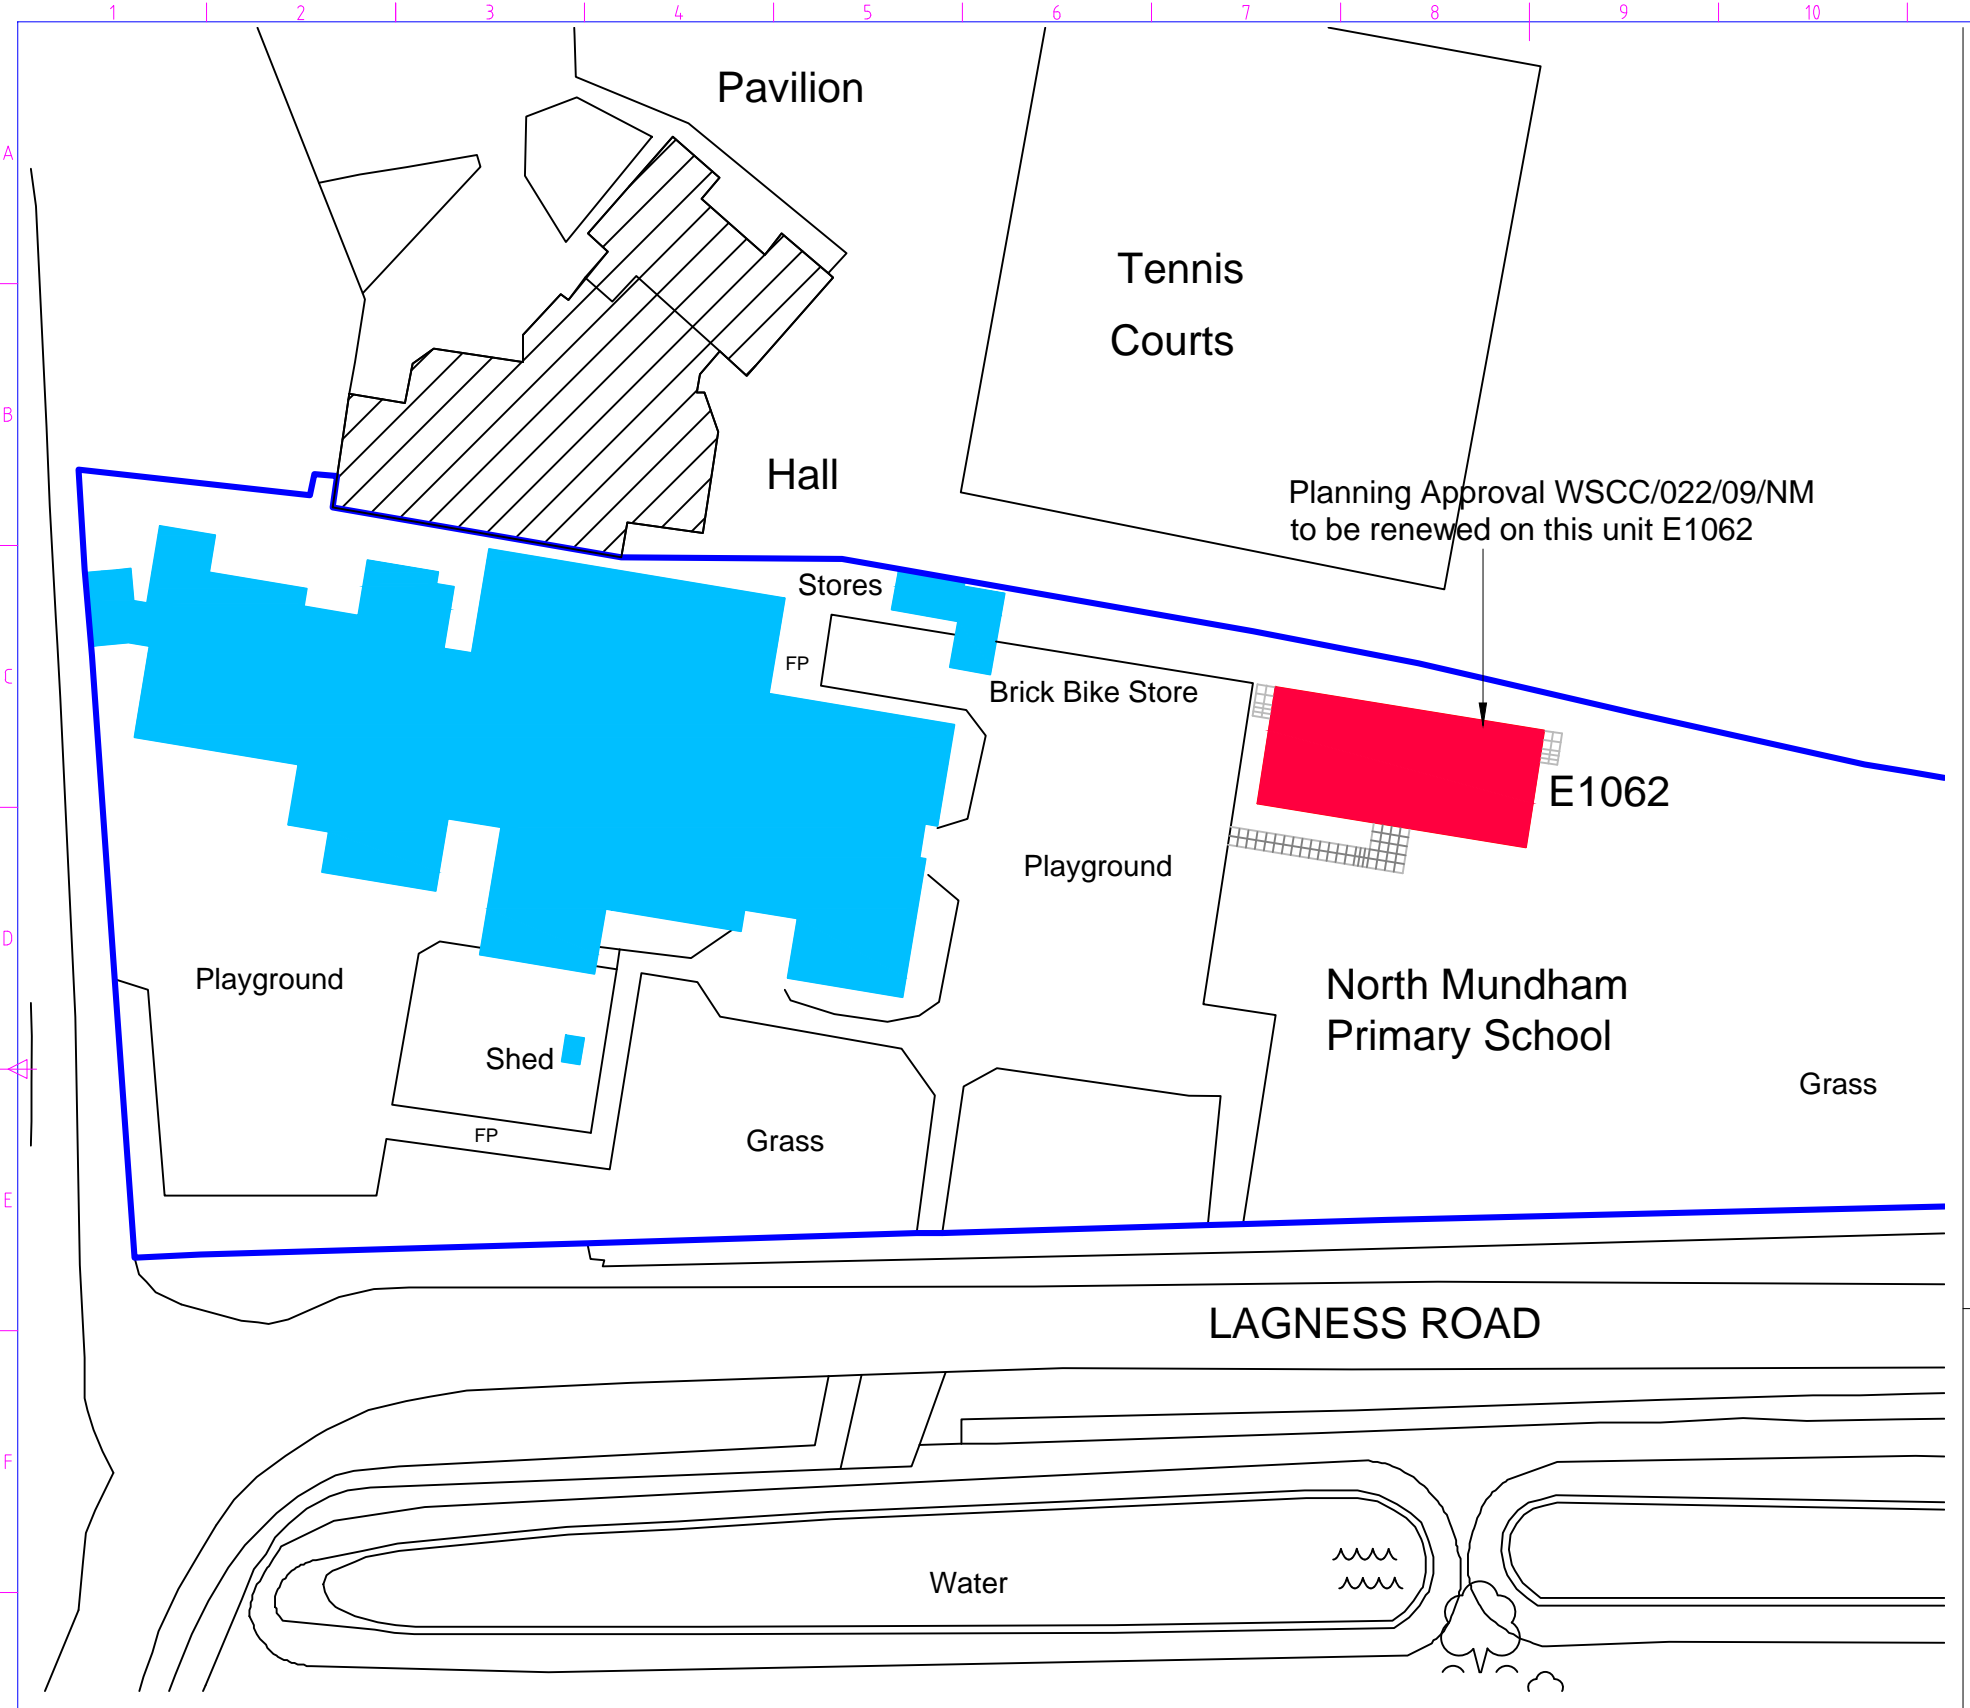 1 2 3 4 5 6 7 8 9 10
Pavilion
A
Tennis
Courts
B
Hall
Planning Approval WSCC/022/09/NM
to be renewed on this unit E1062
Stores
FP
C
Brick Bike Store
E1062
Playground
D
Playground
North Mundham
Primary School
Shed
Grass
FP
Grass
E
LAGNESS ROAD
F
Water